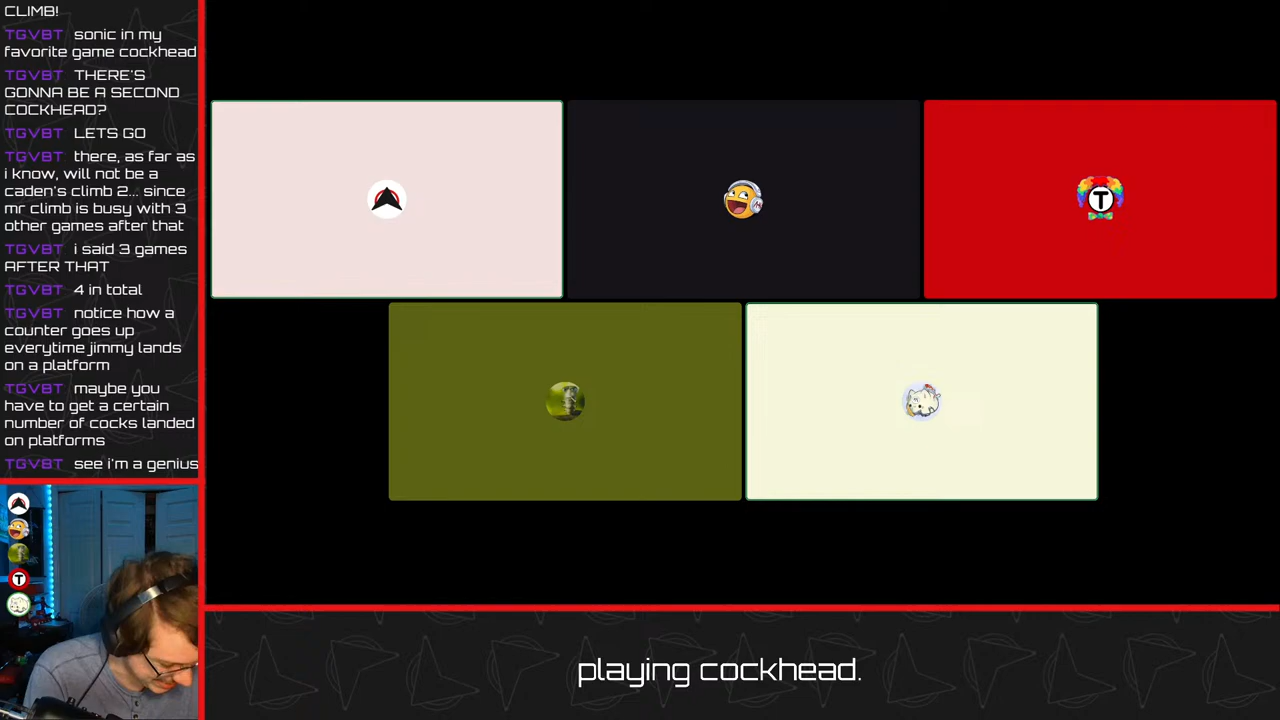 CLIMB!
TGVBT sonic in my
favorite game cockhead
TGVBT THERE'S
GONNA BE A SECOND
COCKHEAD?
TGVBT LETS GO
TGVBT there, as far as
i know, will not be a
caden's climb 2... since
mr climb is busy with 3
other games after that
TGVBT i said 3 games
AFTER THAT
TGVBT 4 in total
TGVBT notice how a
counter goes up
everytime jimmy lands
on a platform
TGVBT maybe you
have to get a certain
number of cocks landed
on platforms
TGVBT see i'm a genius
T
T
playing cockhead.